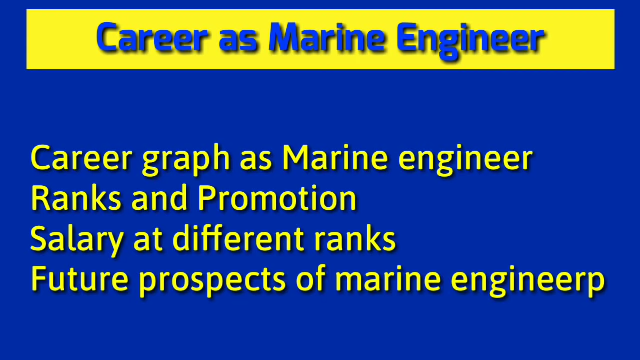 Career as Marine Engineer
Career graph as Marine engineer
Ranks and Promotion
Salary at different ranks
Future prospects of marine engineerp